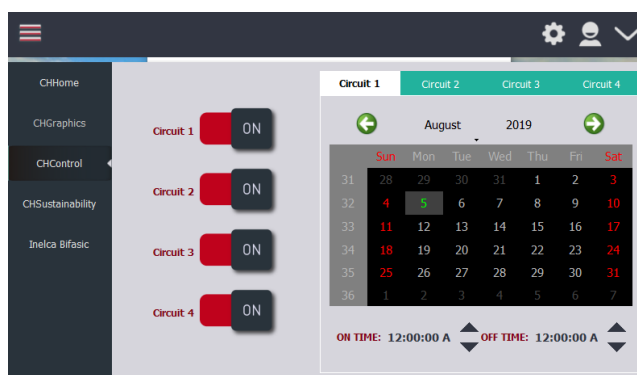 CHHome
CHGraphics
CHControl
CHSustainability
Inelca Bifasic
Circuit 1 ON
Circuit 2 ON
Circuit 3 ON
Circuit 4 ON
Circuit 1 Circuit 2 Circuit 3 Circuit 4
August 2019
Sun Mon Tue Wed Thu Fri Sat
31 28 29 30 31 1 2 3
32 4 5 6 7 8 9 10
33 11 12 13 14 15 16 17
34 18 19 20 21 22 23 24
35 25 26 27 28 29 30 31
36 1 2 3 4 5 6 7
ON TIME: 12:00:00 A OFF TIME: 12:00:00 A